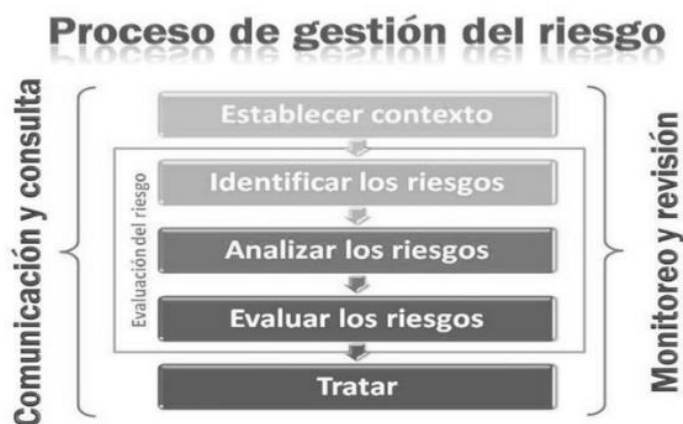 Proceso de gestión del riesgo
Comunicación y consulta
Establecer contexto
Evaluación del riesgo
Identificar los riesgos
Analizar los riesgos
Evaluar los riesgos
Tratar
Monitoreo y revisión